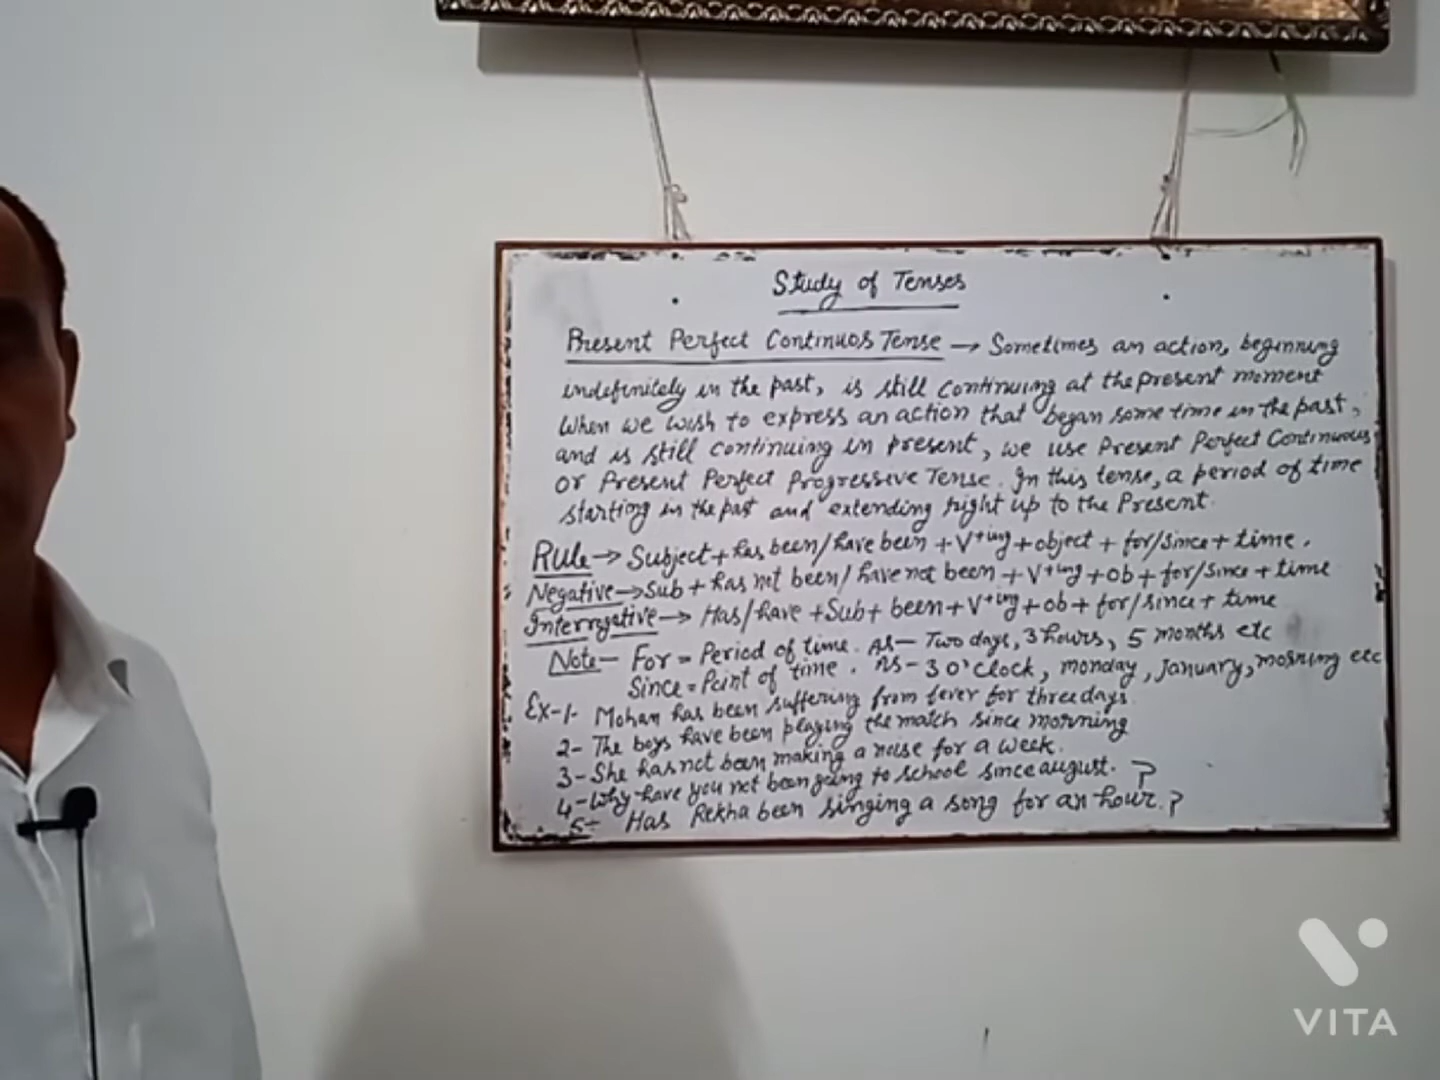 Study of Tenses
Present Perfect Continuos Tense → Sometimes an action, beginning
indefinitely in the past, is still continuing at the present moment
When we wish to express an action that began some time in the past,
and is still continuing in present, we use Present Perfect Continuous
or Present Perfect Progressive Tense. In this tense, a period of time
starting in the past and extending right up to the Present.
Rule → Subject + has been/have been + V+ing + object + for/since + time.
Negative → Sub + has not been/have not been + V+ing + ob + for/since + time
Interrogative → Has/have + Sub + been + V+ing + ob + for/since + time
Note - For = Period of time. As - Two days, 3 hours, 5 months etc
Since = Point of time. As - 3 o'clock, monday, January, morning etc
Ex-1- Mohan has been suffering from fever for three days.
2- The boys have been playing the match since morning
3- She has not been making a noise for a week.
4- Why have you not been going to school since august. ?
5- Has Rekha been singing a song for an hour. ?
VITA